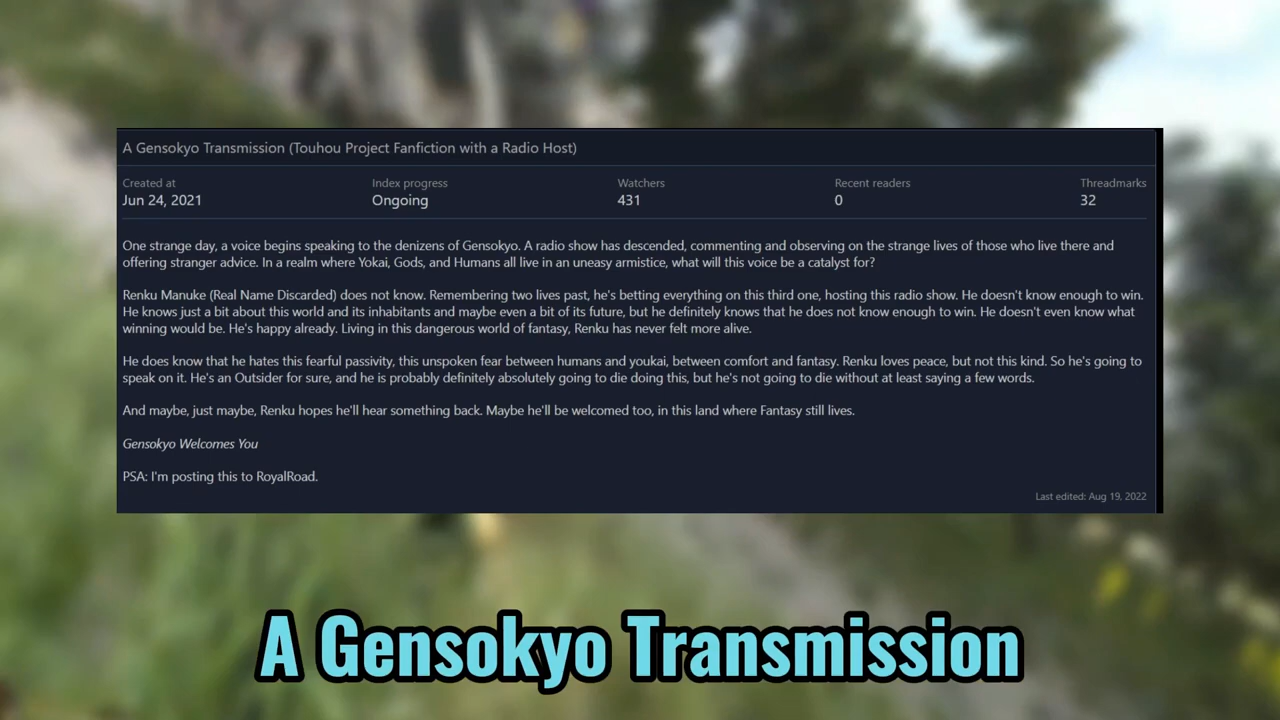 A Gensokyo Transmission (Touhou Project Fanfiction with a Radio Host)
Created at Index progress Watchers Recent readers Threadmarks
Jun 24, 2021 Ongoing 431 0 32
One strange day, a voice begins speaking to the denizens of Gensokyo. A radio show has descended, commenting and observing on the strange lives of those who live there and
offering stranger advice. In a realm where Yokai, Gods, and Humans all live in an uneasy armistice, what will this voice be a catalyst for?
Renku Manuke (Real Name Discarded) does not know. Remembering two lives past, he's betting everything on this third one, hosting this radio show. He doesn't know enough to win.
He knows just a bit about this world and its inhabitants and maybe even a bit of its future, but he definitely knows that he does not know enough to win. He doesn't even know what
winning would be. He's happy already. Living in this dangerous world of fantasy, Renku has never felt more alive.
He does know that he hates this fearful passivity, this unspoken fear between humans and youkai, between comfort and fantasy. Renku loves peace, but not this kind. So he's going to
speak on it. He's an Outsider for sure, and he is probably definitely absolutely going to die doing this, but he's not going to die without at least saying a few words.
And maybe, just maybe, Renku hopes he'll hear something back. Maybe he'll be welcomed too, in this land where Fantasy still lives.
Gensokyo Welcomes You
PSA: I'm posting this to RoyalRoad.
Last edited: Aug 19, 2022
A Gensokyo Transmission